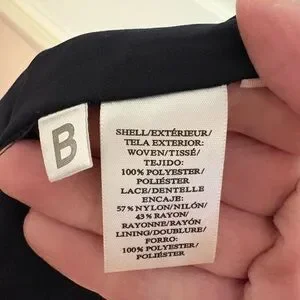 B
SHELL/EXTÉRIEUR/
TELA EXTERIOR:
WOVEN/TISSÉ/
TEJIDO:
100% POLYESTER/
POLIÉSTER
LACE/DENTELLE
ENCAJE:
57% NYLON/NILÓN/
43% RAYON/
RAYONNE/RAYÓN
LINING/DOUBLURE/
FORRO:
100% POLYESTER/
POLIÉSTER